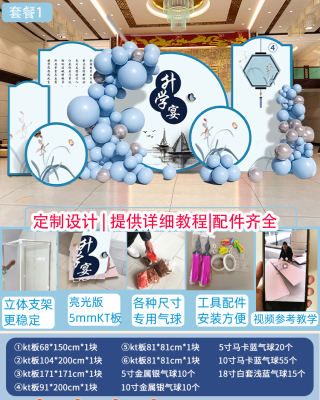 套餐1
④
升学宴
定制设计 | 提供详细教程|配件齐全
升学
立体支架
更稳定
亮光版
5mmKT板
各种尺寸
专用气球
工具配件
安装方便
视频参考教学
①kt板68*150cm*1块
②kt板104*200cm*1块
③kt板171*171cm*1块
④kt板91*200cm*1块
⑤kt板81*81cm*1块
⑥kt板81*81cm*1块
5寸金属银气球10个
10寸金属银气球10个
5寸马卡蓝气球20个
10寸马卡蓝气球55个
18寸白套浅蓝气球15个